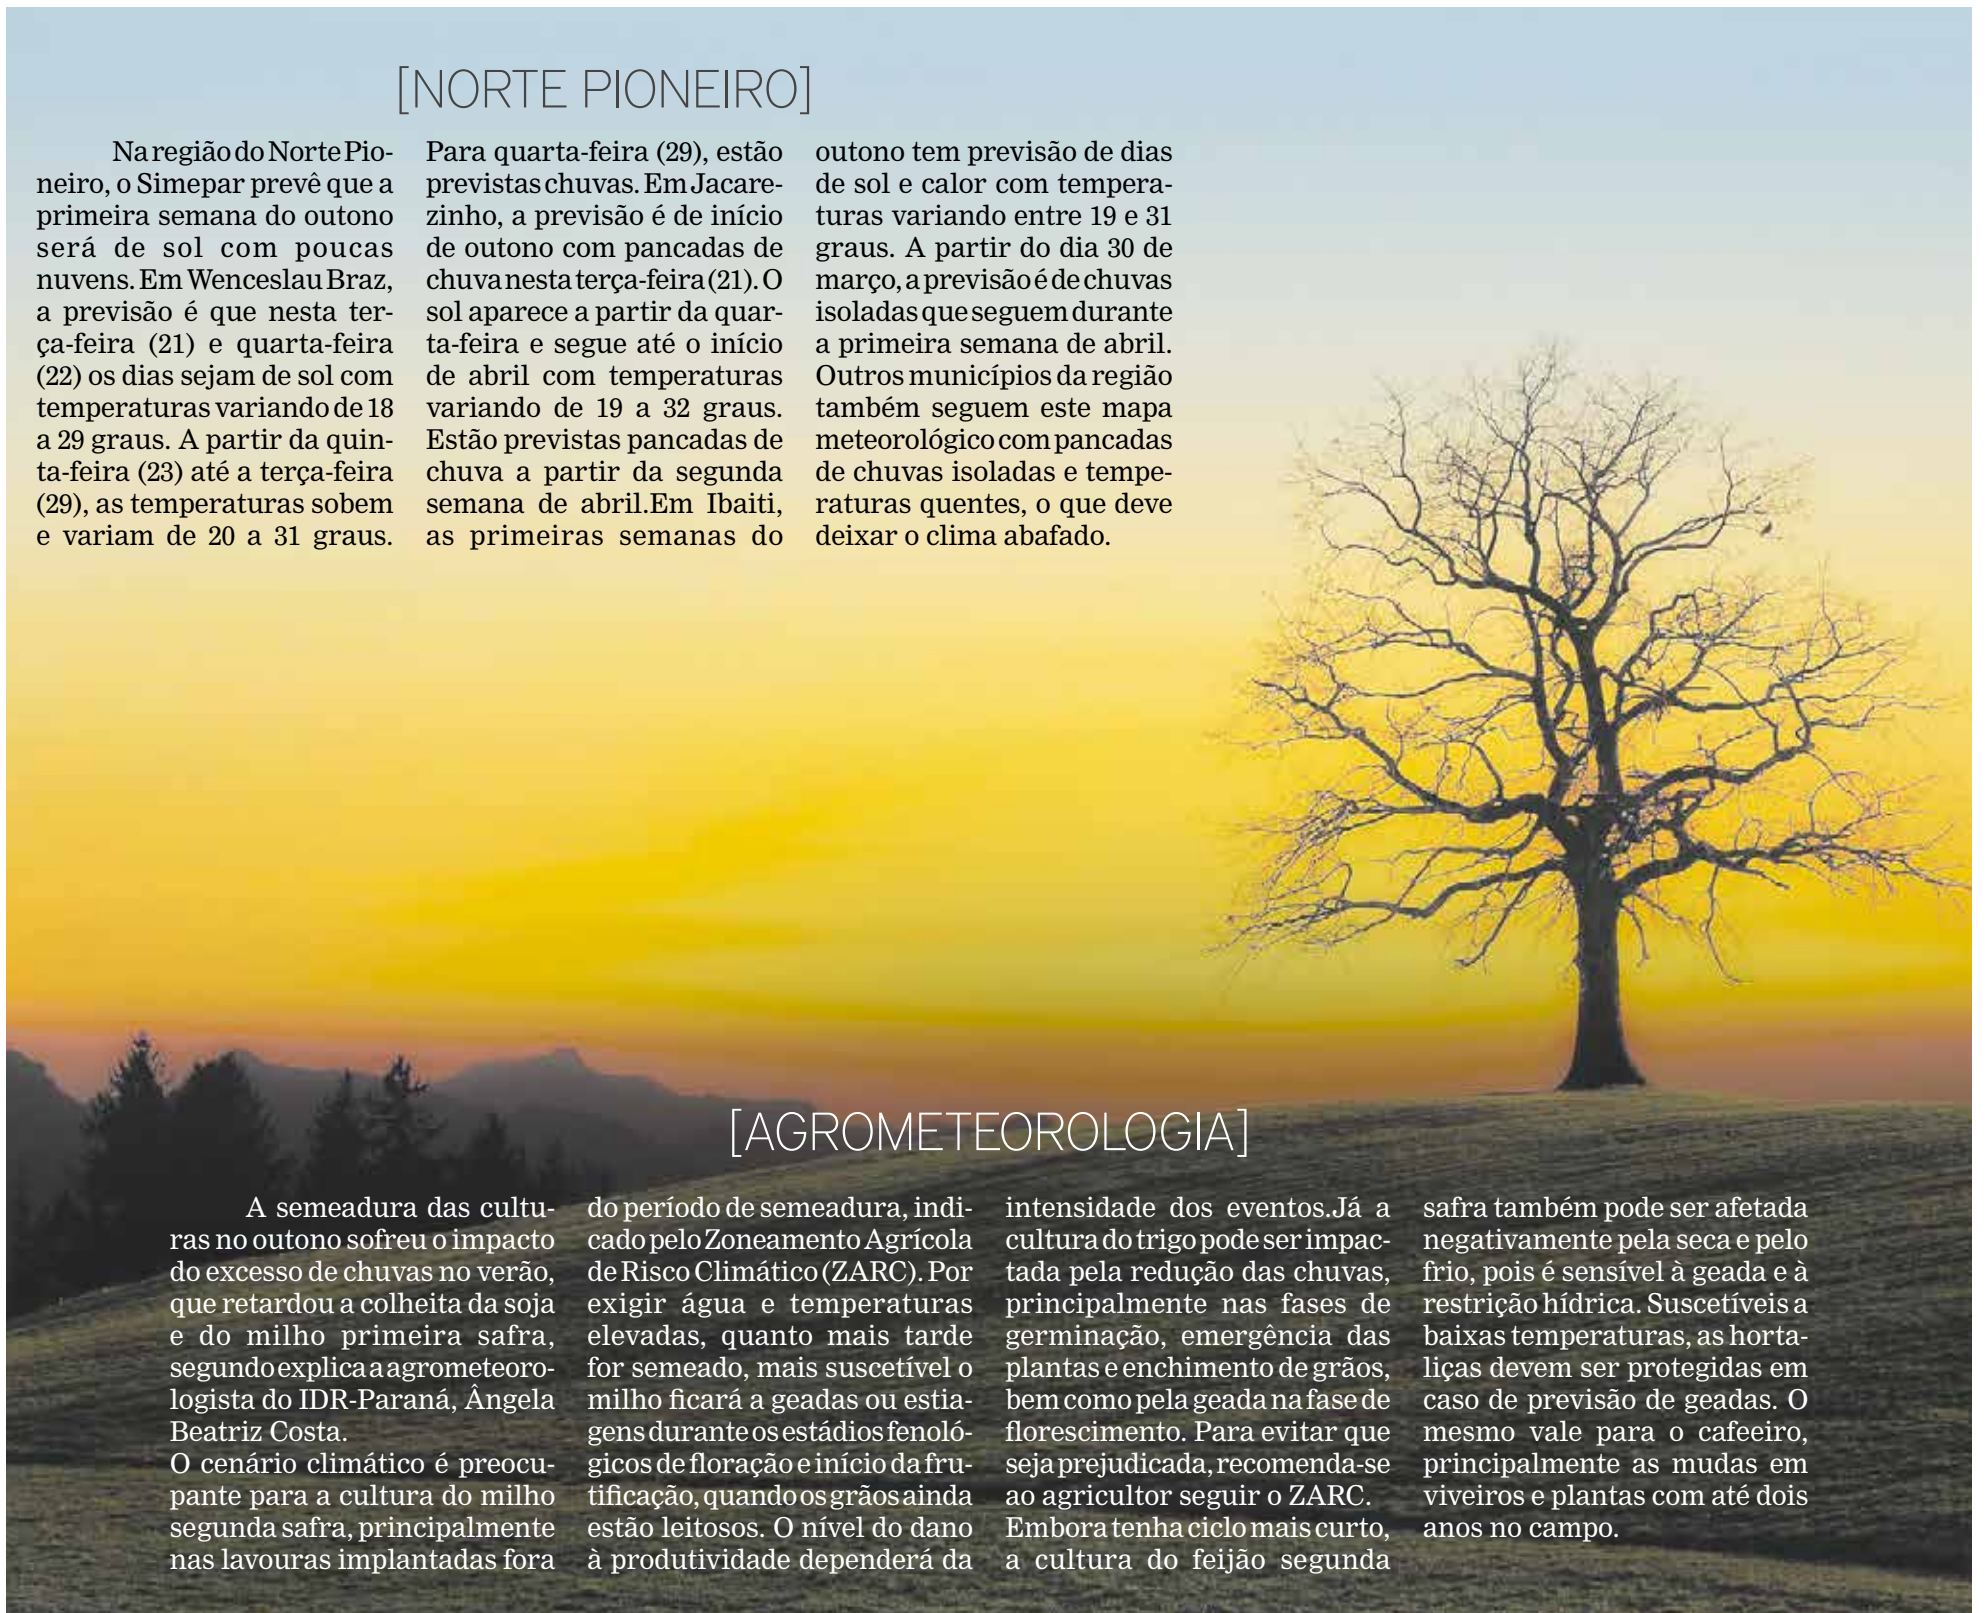 [NORTE PIONEIRO]
Na região do Norte Pio-
neiro, o Simepar prevê que a
primeira semana do outono
será de sol com poucas
nuvens. Em Wenceslau Braz,
a previsão é que nesta ter-
ça-feira (21) e quarta-feira
(22) os dias sejam de sol com
temperaturas variando de 18
a 29 graus. A partir da quin-
ta-feira (23) até a terça-feira
(29), as temperaturas sobem
e variam de 20 a 31 graus.
Para quarta-feira (29), estão
previstas chuvas. Em Jacare-
zinho, a previsão é de início
de outono com pancadas de
chuva nesta terça-feira (21). O
sol aparece a partir da quar-
ta-feira e segue até o início
de abril com temperaturas
variando de 19 a 32 graus.
Estão previstas pancadas de
chuva a partir da segunda
semana de abril.Em Ibaiti,
as primeiras semanas do
outono tem previsão de dias
de sol e calor com tempera-
turas variando entre 19 e 31
graus. A partir do dia 30 de
março, a previsão é de chuvas
isoladas que seguem durante
a primeira semana de abril.
Outros municípios da região
também seguem este mapa
meteorológico com pancadas
de chuvas isoladas e tempe-
raturas quentes, o que deve
deixar o clima abafado.
[AGROMETEOROLOGIA]
A semeadura das cultu-
ras no outono sofreu o impacto
do excesso de chuvas no verão,
que retardou a colheita da soja
e do milho primeira safra,
segundo explica a agrometeoro-
logista do IDR-Paraná, Ângela
Beatriz Costa.
O cenário climático é preocu-
pante para a cultura do milho
segunda safra, principalmente
nas lavouras implantadas fora
do período de semeadura, indi-
cado pelo Zoneamento Agrícola
de Risco Climático (ZARC). Por
exigir água e temperaturas
elevadas, quanto mais tarde
for semeado, mais suscetível o
milho ficará a geadas ou estia-
gens durante os estádios fenoló-
gicos de floração e início da fru-
tificação, quando os grãos ainda
estão leitosos. O nível do dano
à produtividade dependerá da
intensidade dos eventos.Já a
cultura do trigo pode ser impac-
tada pela redução das chuvas,
principalmente nas fases de
germinação, emergência das
plantas e enchimento de grãos,
bem como pela geada na fase de
florescimento. Para evitar que
seja prejudicada, recomenda-se
ao agricultor seguir o ZARC.
Embora tenha ciclo mais curto,
a cultura do feijão segunda
safra também pode ser afetada
negativamente pela seca e pelo
frio, pois é sensível à geada e à
restrição hídrica. Suscetíveis a
baixas temperaturas, as horta-
liças devem ser protegidas em
caso de previsão de geadas. O
mesmo vale para o cafeeiro,
principalmente as mudas em
viveiros e plantas com até dois
anos no campo.